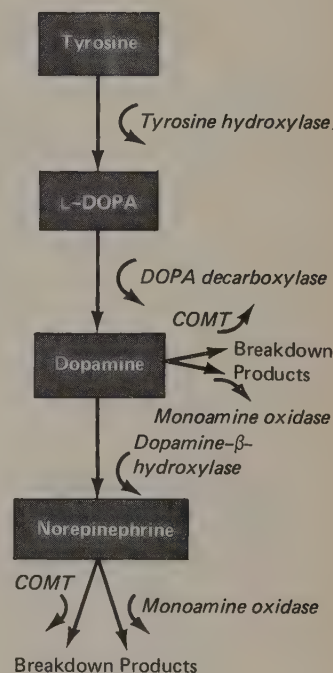 Tyrosine
Tyrosine hydroxylase
L-DOPA
DOPA decarboxylase
COMT
Dopamine
Breakdown
Products
Monoamine oxidase
Dopamine-β-
hydroxylase
Norepinephrine
COMT
Monoamine oxidase
Breakdown Products